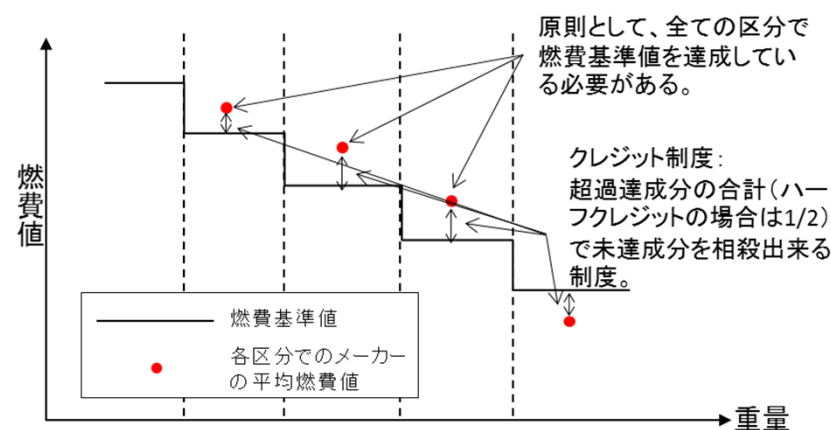 原則として、全ての区分で
燃費基準値を達成してい
る必要がある。
クレジット制度：
超過達成分の合計（ハー
フクレジットの場合は1/2）
で未達成分を相殺出来る
制度。
燃費値
燃費基準値
各区分でのメーカー
の平均燃費値
重量